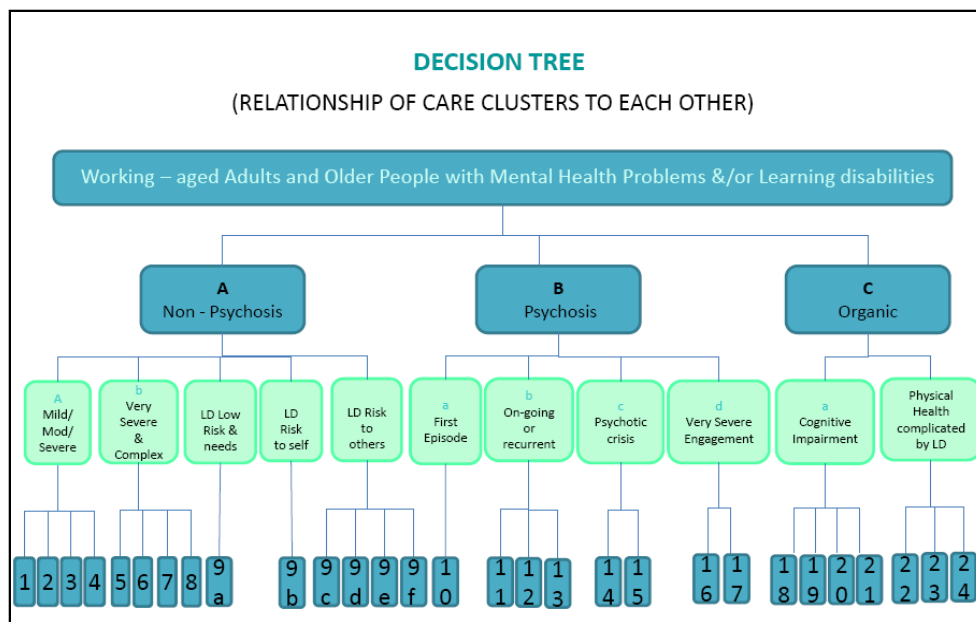 DECISION TREE
(RELATIONSHIP OF CARE CLUSTERS TO EACH OTHER)
Working – aged Adults and Older People with Mental Health Problems &/or Learning disabilities
A
Non - Psychosis
B
Psychosis
C
Organic
A
Mild/
Mod/
Severe
b
Very
Severe
&
Complex
LD Low
Risk &
needs
LD
Risk
to self
LD Risk
to
others
a
First
Episode
b
On-going
or
recurrent
c
Psychotic
crisis
d
Very Severe
Engagement
a
Cognitive
Impairment
Physical
Health
complicated
by LD
1
2
3
4
5
6
7
8
9
a
9
b
9
c
9
d
9
e
9
f
1
0
1
1
1
2
1
3
1
4
1
5
1
6
1
7
1
8
1
9
2
0
2
1
2
2
2
3
2
4